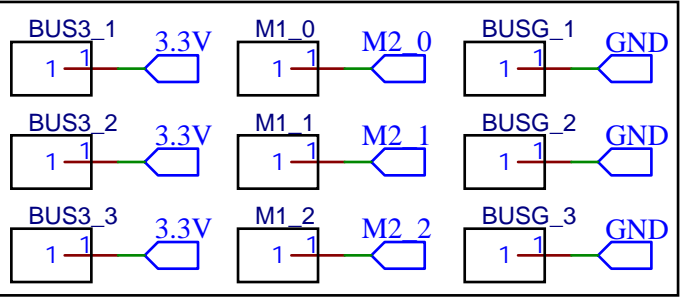 BUS3_1 3.3V M1_0 M2_0 BUSG_1 GND
1 1 1 1 1 1
BUS3_2 3.3V M1_1 M2_1 BUSG_2 GND
1 1 1 1 1 1
BUS3_3 3.3V M1_2 M2_2 BUSG_3 GND
1 1 1 1 1 1